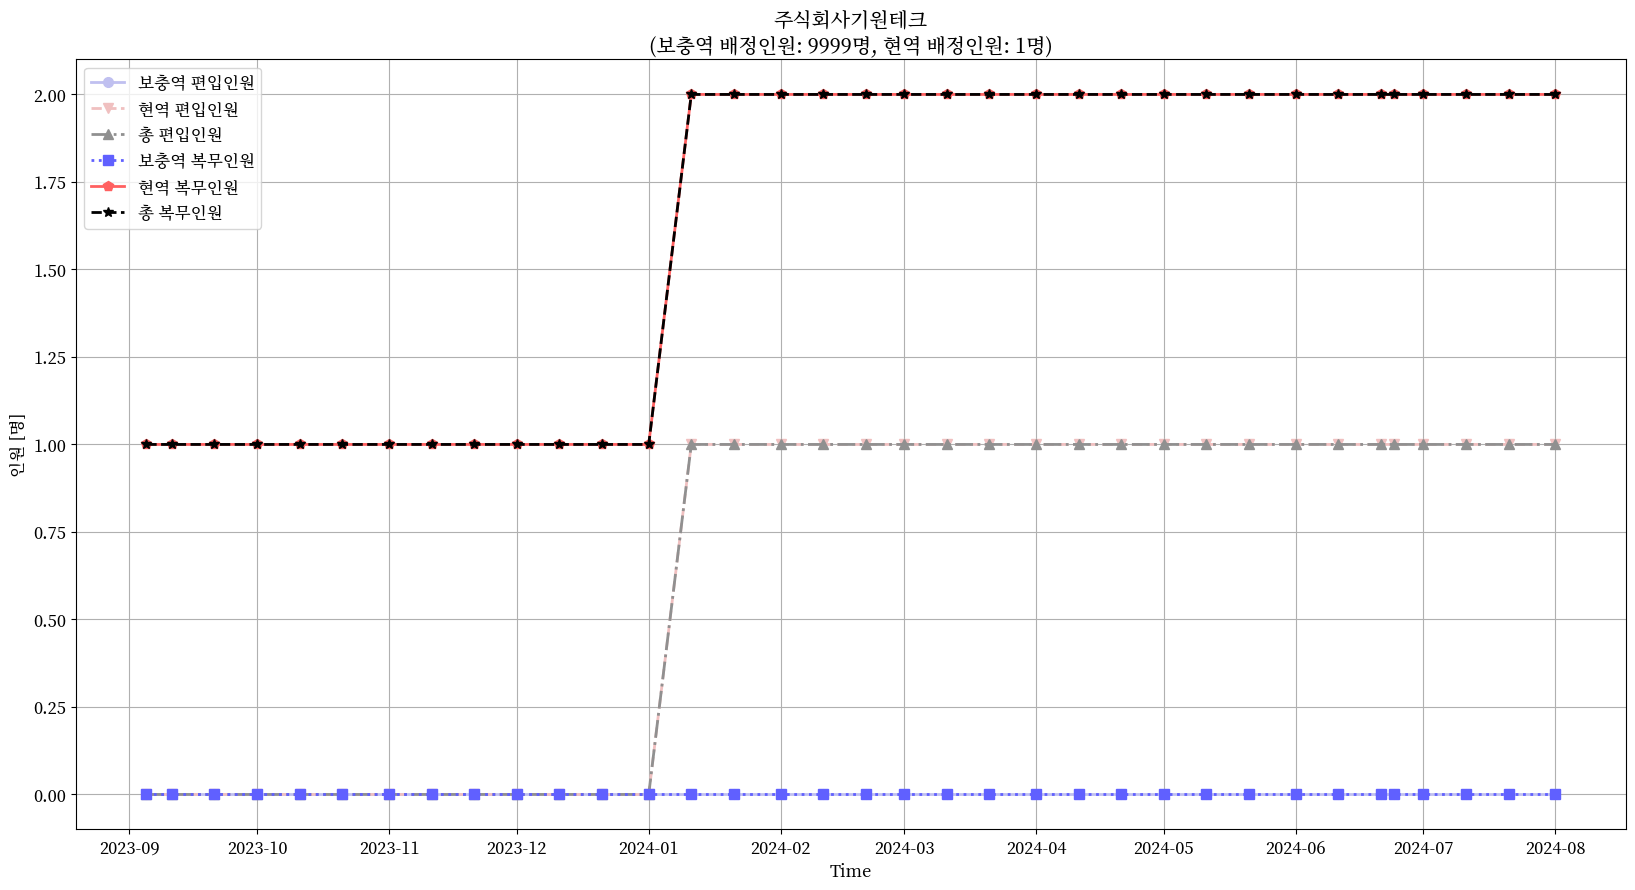 주식회사기원테크
(보충역 배정인원: 9999명, 현역 배정인원: 1명)
보충역 편입인원
현역 편입인원
총 편입인원
보충역 복무인원
현역 복무인원
총 복무인원
2.00
1.75
1.50
1.25
1.00
0.75
0.50
0.25
0.00
인원 [명]
2023-09 2023-10 2023-11 2023-12 2024-01 2024-02 2024-03 2024-04 2024-05 2024-06 2024-07 2024-08
Time